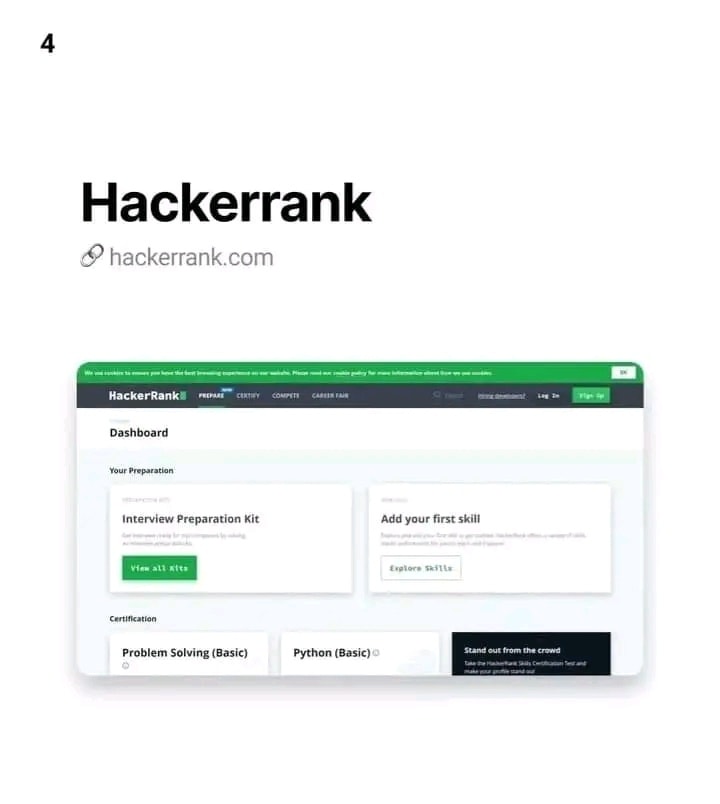 4
Hackerrank
hackerrank.com
We use cookies to ensure you have the best browsing experience on our website. Please read our cookie policy for more information about how we use cookies.
OK
HackerRank
PREPARE
NEW
CERTIFY
COMPETE
CAREER FAIR
Search
Hiring developers?
Log In
Sign Up
Dashboard
Your Preparation
PREPARATION KITS
Interview Preparation Kit
View all Kits
Add your first skill
Explore Skills
Certification
Problem Solving (Basic)
Python (Basic)
Stand out from the crowd
Take the HackerRank Skills Certification Test and
make your profile stand out